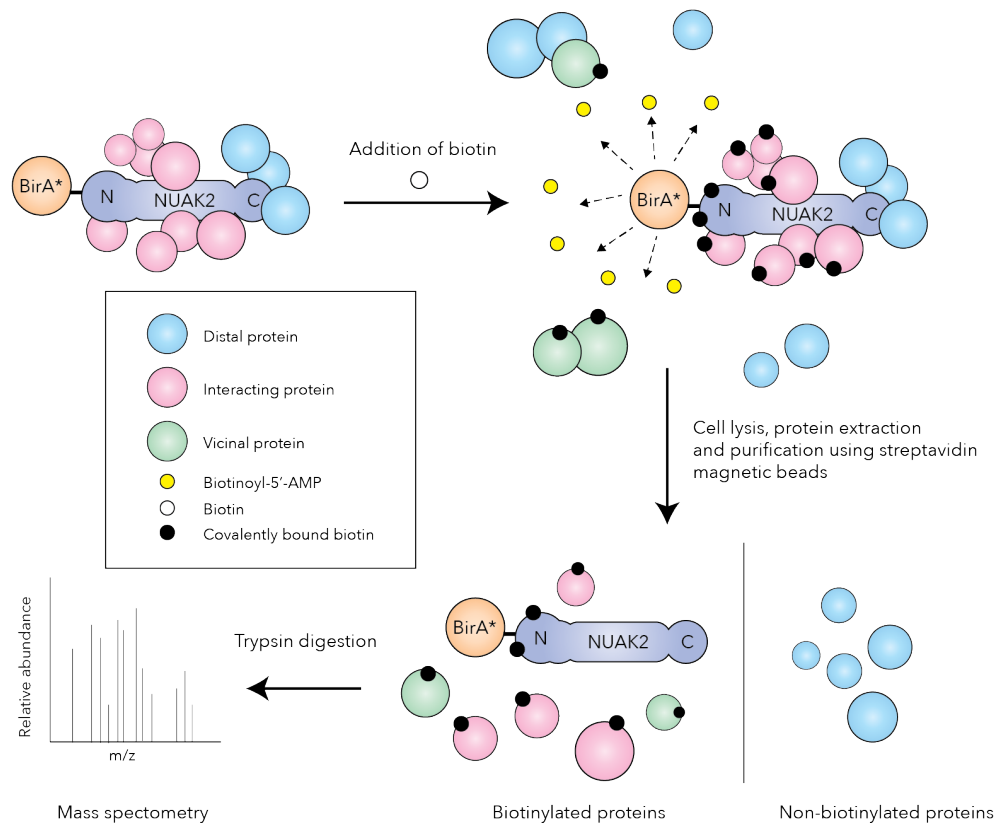 BirA*
N
NUAK2
C
Addition of biotin
BirA*
N
NUAK2
C
Distal protein
Interacting protein
Vicinal protein
Biotinoyl-5’-AMP
Biotin
Covalently bound biotin
Cell lysis, protein extraction
and purification using streptavidin
magnetic beads
Relative abundance
m/z
Trypsin digestion
BirA*
N
NUAK2
C
Mass spectometry
Biotinylated proteins
Non-biotinylated proteins